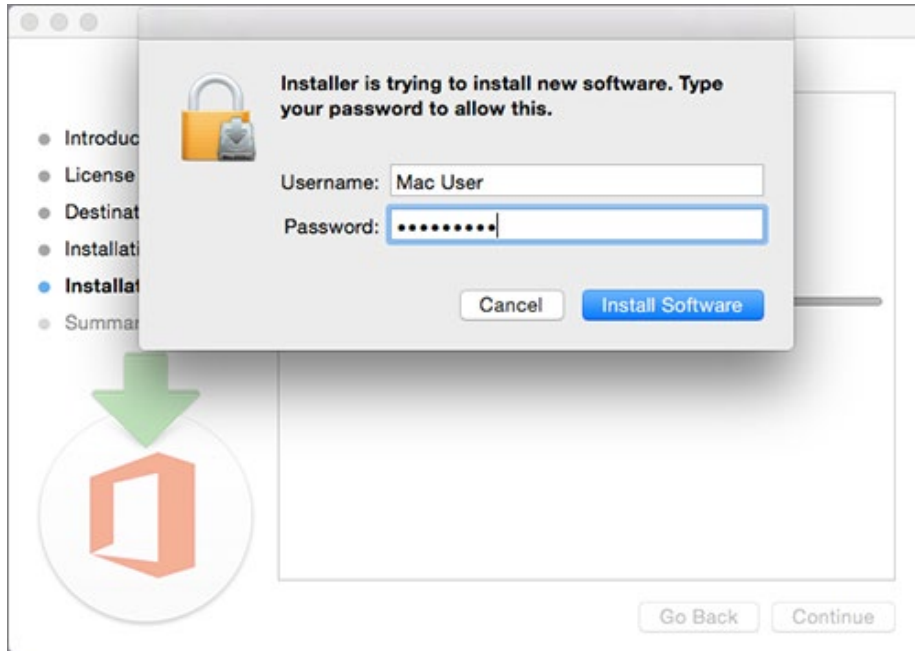 Installer is trying to install new software. Type
your password to allow this.
Username: Mac User
Password: •••••••••
Cancel Install Software
Introduc
License
Destinat
Installati
Installat
Summar
Go Back Continue